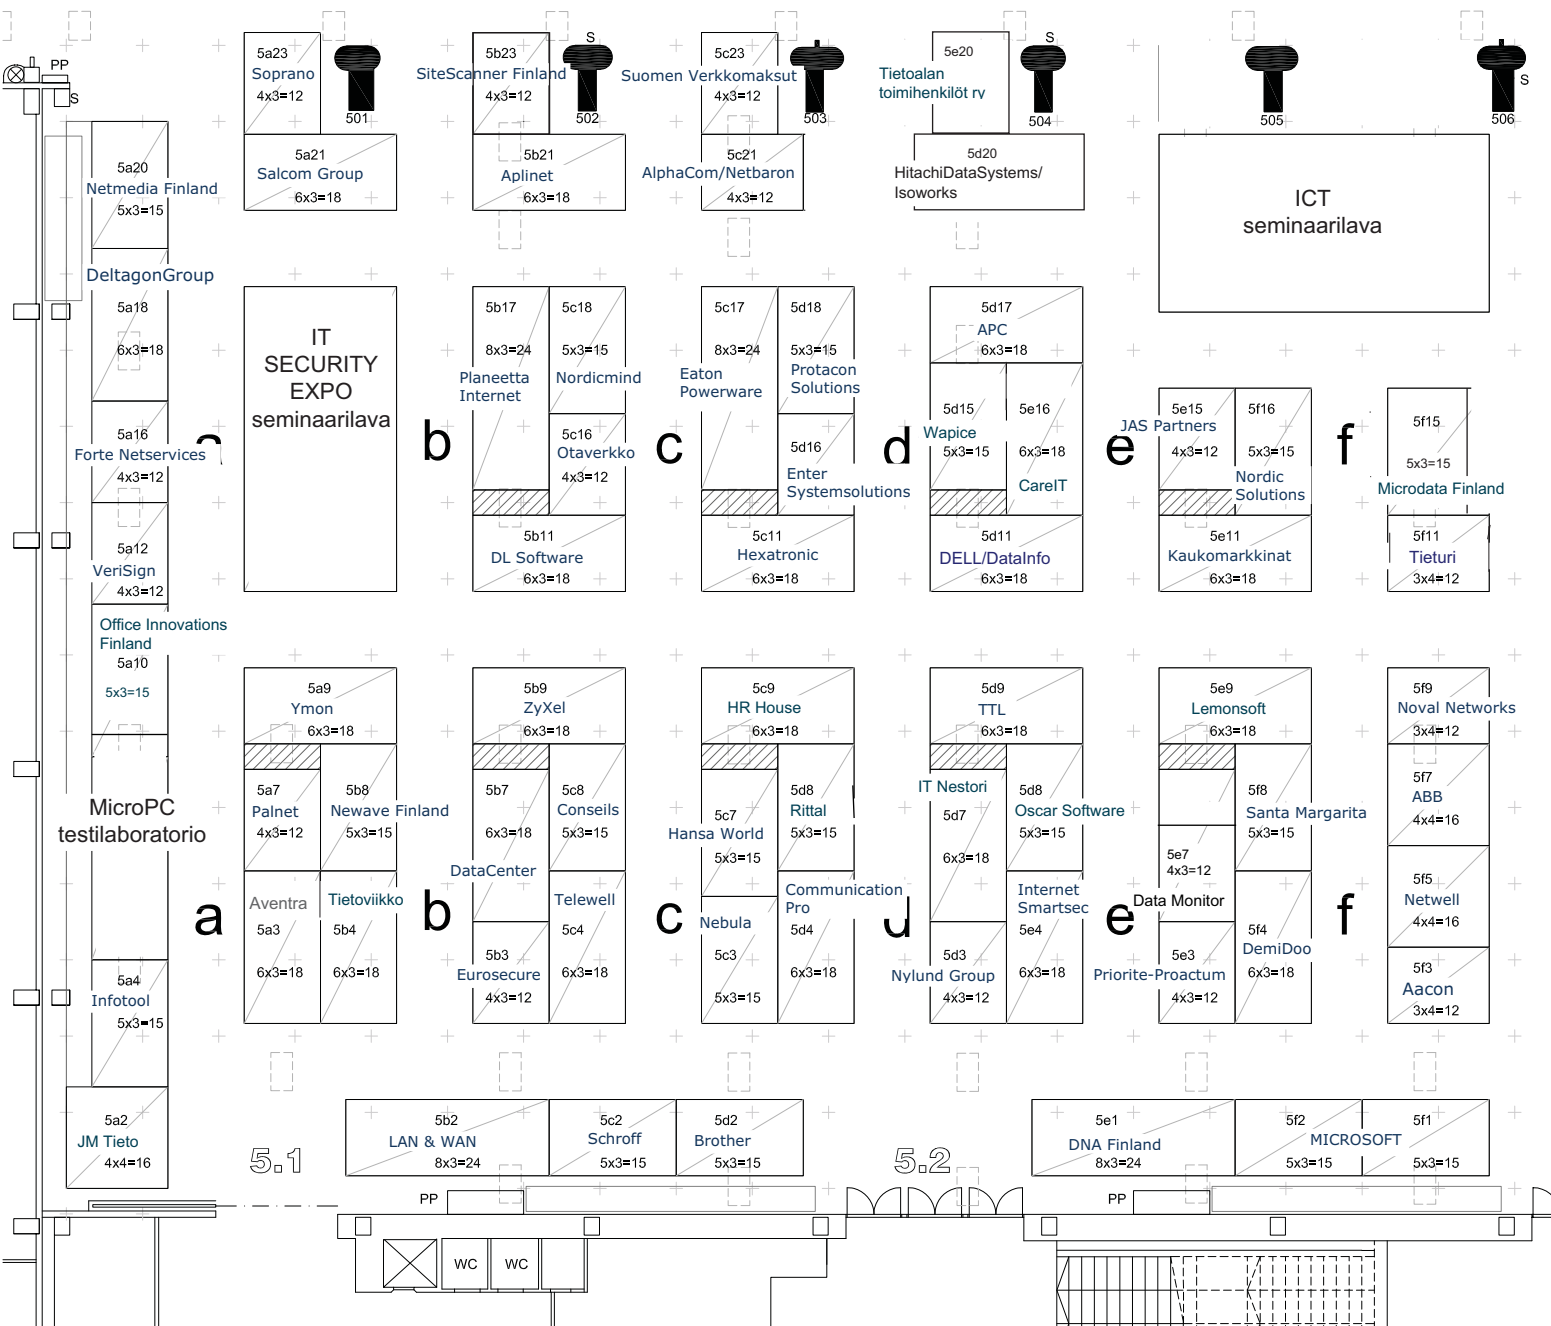 PP
S
5a23
Soprano
4x3=12
501
5b23
SiteScanner Finland
4x3=12
S
502
5c23
Suomen Verkkomaksut
4x3=12
503
5e20
Tietoalan
toimihenkilöt ry
S
504
505
S
506
5a20
Netmedia Finland
5x3=15
5a21
Salcom Group
6x3=18
5b21
Aplinet
6x3=18
5c21
AlphaCom/Netbaron
4x3=12
5d20
HitachiDataSystems/
Isoworks
ICT
seminaarilava
DeltagonGroup
5a18
6x3=18
IT
SECURITY
EXPO
seminaarilava
5b17
8x3=24
Planeetta
Internet
5c18
5x3=15
Nordicmind
5c17
8x3=24
Eaton
Powerware
5d18
5x3=15
Protacon
Solutions
5d17
APC
6x3=18
5a16
Forte Netservices
4x3=12
a
b
5c16
Otaverkko
4x3=12
c
5d16
Enter
Systemsolutions
d
5d15
Wapice
5x3=15
5e16
6x3=18
CareIT
e
5e15
JAS Partners
4x3=12
5f16
5x3=15
Nordic
Solutions
f
5f15
5x3=15
Microdata Finland
5a12
VeriSign
4x3=12
5b11
DL Software
6x3=18
5c11
Hexatronic
6x3=18
5d11
DELL/DataInfo
6x3=18
5e11
Kaukomarkkinat
6x3=18
5f11
Tieturi
3x4=12
Office Innovations
Finland
5a10
5x3=15
5a9
Ymon
6x3=18
5b9
ZyXel
6x3=18
5c9
HR House
6x3=18
5d9
TTL
6x3=18
5e9
Lemonsoft
6x3=18
5f9
Noval Networks
3x4=12
MicroPC
testilaboratorio
5a7
Palnet
4x3=12
5b8
Newave Finland
5x3=15
5b7
6x3=18
DataCenter
5c8
Conseils
5x3=15
5c7
Hansa World
5x3=15
5d8
Rittal
5x3=15
IT Nestori
5d7
6x3=18
5d8
Oscar Software
5x3=15
5e7
4x3=12
Data Monitor
5f8
Santa Margarita
5x3=15
5f7
ABB
4x4=16
a
Aventra
5a3
6x3=18
Tietoviikko
5b4
6x3=18
b
5b3
Eurosecure
4x3=12
Telewell
5c4
6x3=18
c
Nebula
5c3
5x3=15
Communication
Pro
5d4
6x3=18
d
5d3
Nylund Group
4x3=12
Internet
Smartsec
5e4
6x3=18
e
5e3
Priorite-Proactum
4x3=12
5f4
DemiDoo
6x3=18
f
5f5
Netwell
4x4=16
5f3
Aacon
3x4=12
5a4
Infotool
5x3=15
5a2
JM Tieto
4x4=16
5.1
5b2
LAN & WAN
8x3=24
5c2
Schroff
5x3=15
5d2
Brother
5x3=15
5.2
5e1
DNA Finland
8x3=24
5f2
5f1
MICROSOFT
5x3=15
5x3=15
PP
PP
WC
WC